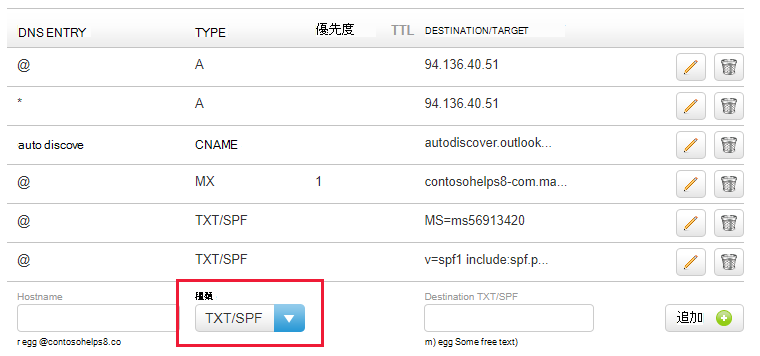 DNS ENTRY TYPE 優先度 TTL DESTINATION/TARGET
@ A 94.136.40.51
* A 94.136.40.51
auto discove CNAME autodiscover.outlook...
@ MX 1 contosohelps8-com.ma...
@ TXT/SPF MS=ms56913420
@ TXT/SPF v=spf1 include:spf.p...
Hostname 種類 Destination TXT/SPF
TXT/SPF 追加
r egg @contosohelps8.co m) egg Some free text)